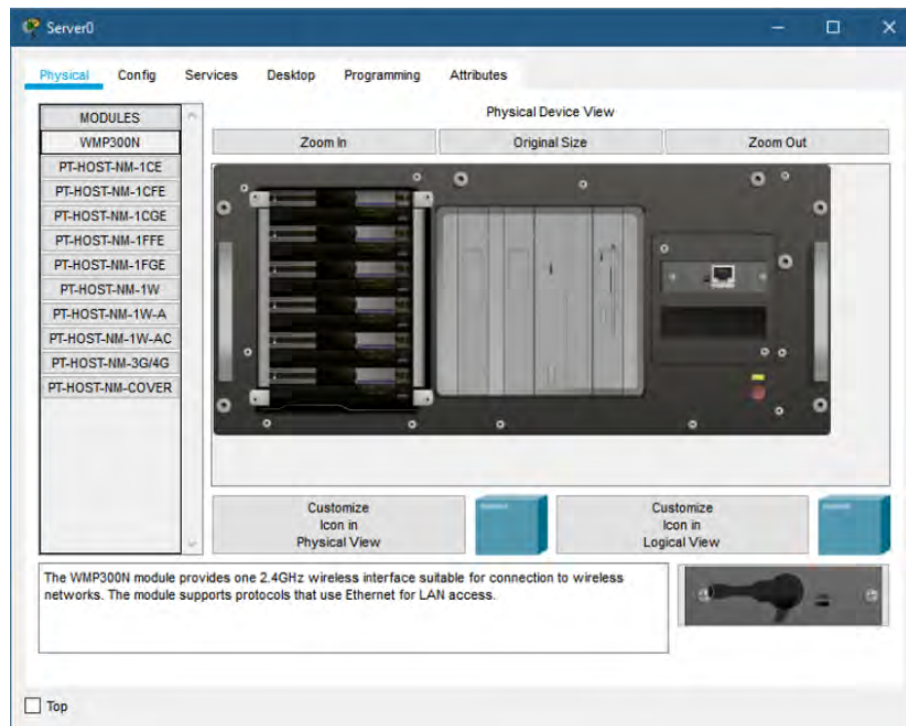 Server0
Physical Config Services Desktop Programming Attributes
MODULES
WMP300N
PT-HOST-NM-1CE
PT-HOST-NM-1CFE
PT-HOST-NM-1CGE
PT-HOST-NM-1FFE
PT-HOST-NM-1FGE
PT-HOST-NM-1W
PT-HOST-NM-1W-A
PT-HOST-NM-1W-AC
PT-HOST-NM-3G/4G
PT-HOST-NM-COVER
Physical Device View
Zoom In Original Size Zoom Out
Customize
Icon in
Physical View
Customize
Icon in
Logical View
The WMP300N module provides one 2.4GHz wireless interface suitable for connection to wireless
networks. The module supports protocols that use Ethernet for LAN access.
Top